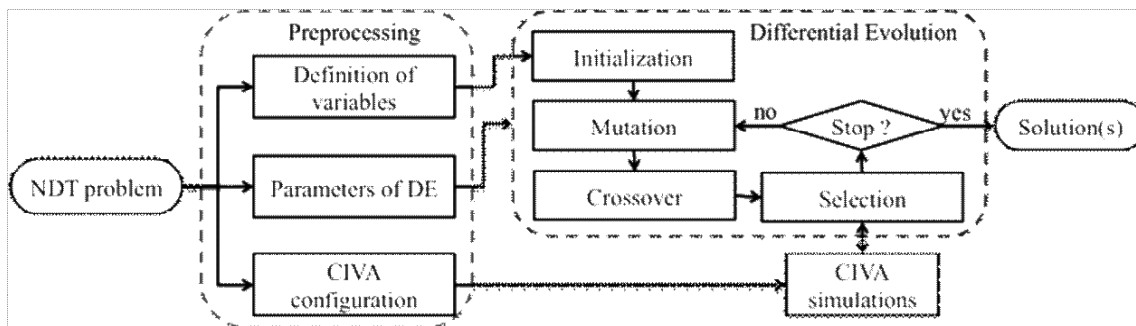 Preprocessing
Differential Evolution
Definition of
variables
Initialization
Mutation
no
Stop ?
yes
Solution(s)
NDT problem
Parameters of DE
Crossover
Selection
CIVA
configuration
CIVA
simulations